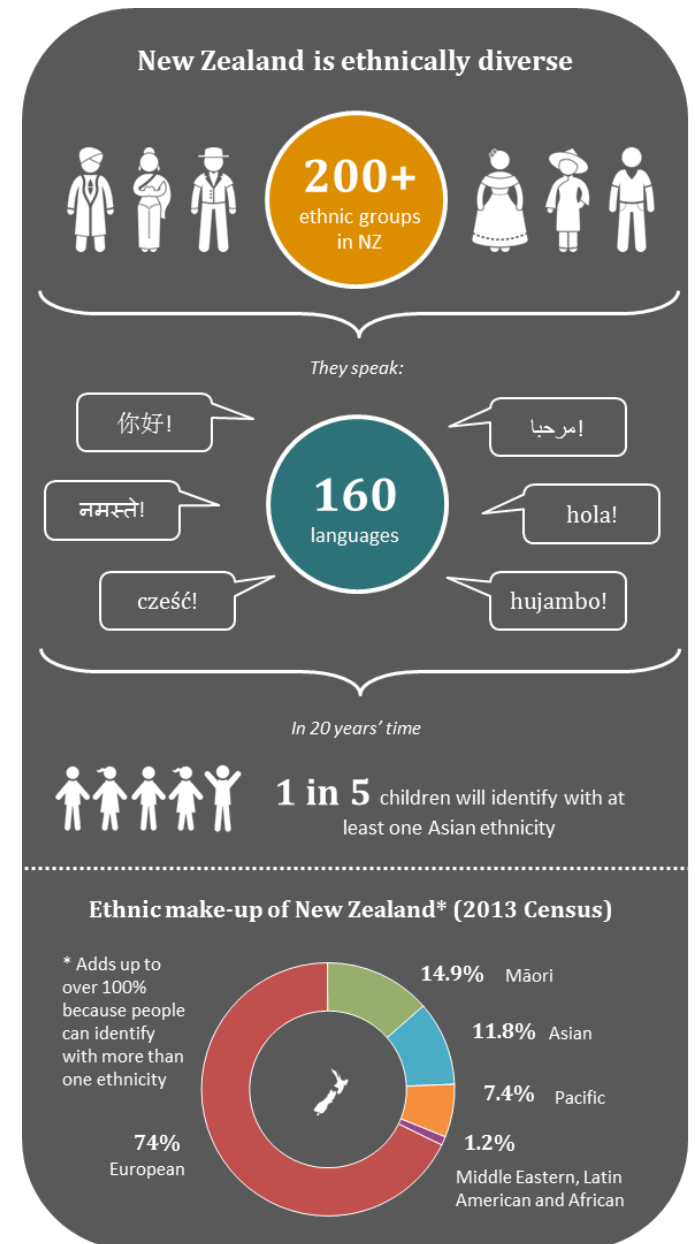 New Zealand is ethnically diverse
200+
ethnic groups
in NZ
They speak:
你好!
مرحبا!
160
languages
नमस्ते!
hola!
cześć!
hujambo!
In 20 years’ time
1 in 5 children will identify with at
least one Asian ethnicity
Ethnic make-up of New Zealand* (2013 Census)
* Adds up to
over 100%
because people
can identify
with more than
one ethnicity
14.9% Māori
11.8% Asian
7.4% Pacific
1.2%
Middle Eastern, Latin
American and African
74%
European